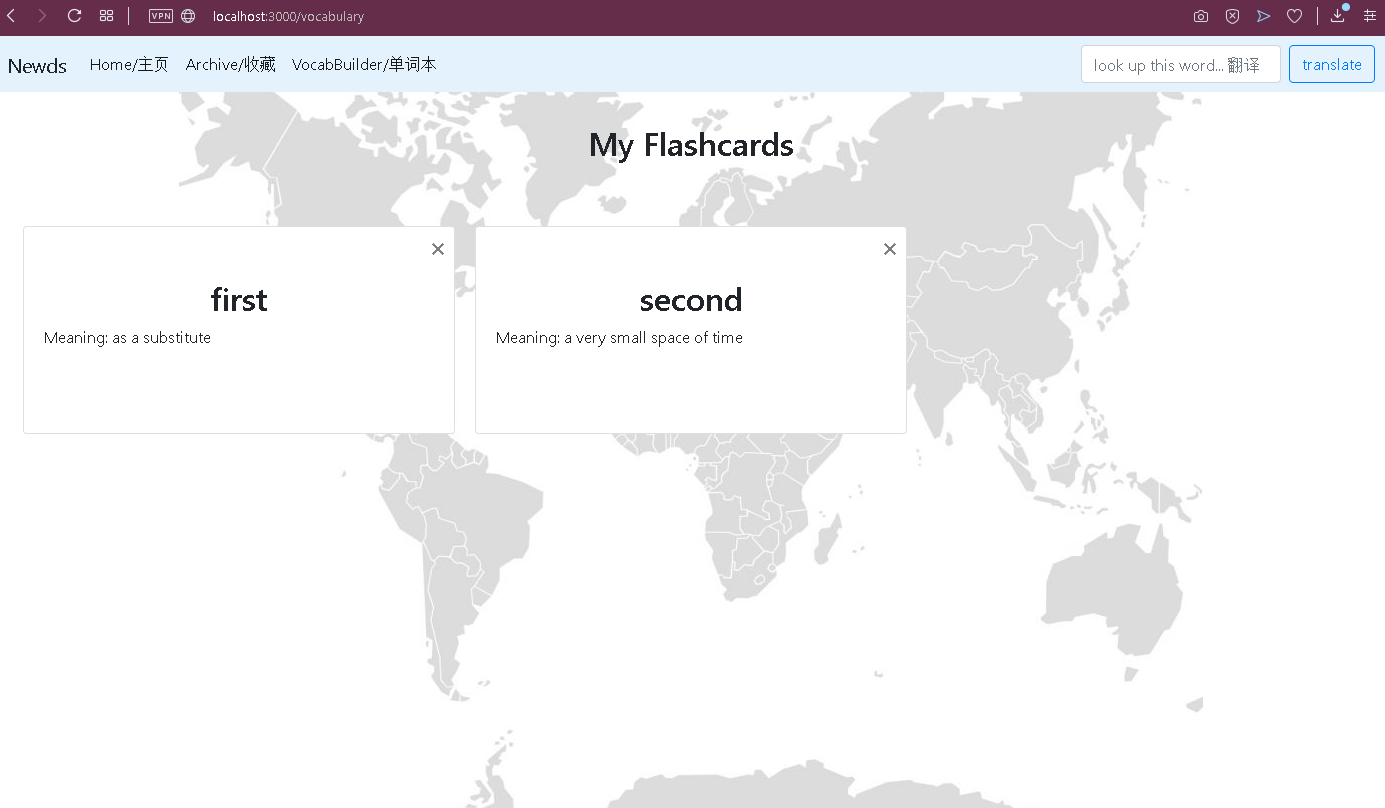 VPN localhost:3000/vocabulary
Newds Home/主页 Archive/收藏 VocabBuilder/单词本 look up this word... 翻译 translate
My Flashcards
×
first
Meaning: as a substitute
×
second
Meaning: a very small space of time